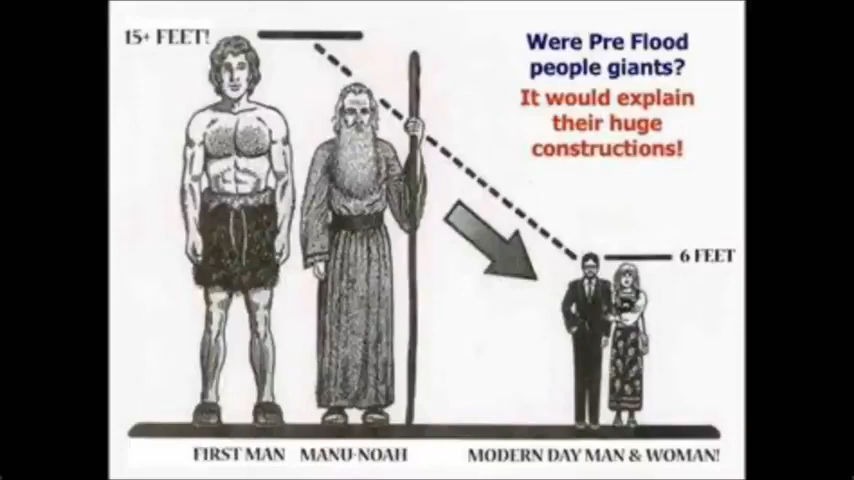 15+ FEET!
Were Pre Flood
people giants?
It would explain
their huge
constructions!
6 FEET
FIRST MAN
MANU-NOAH
MODERN DAY MAN & WOMAN!